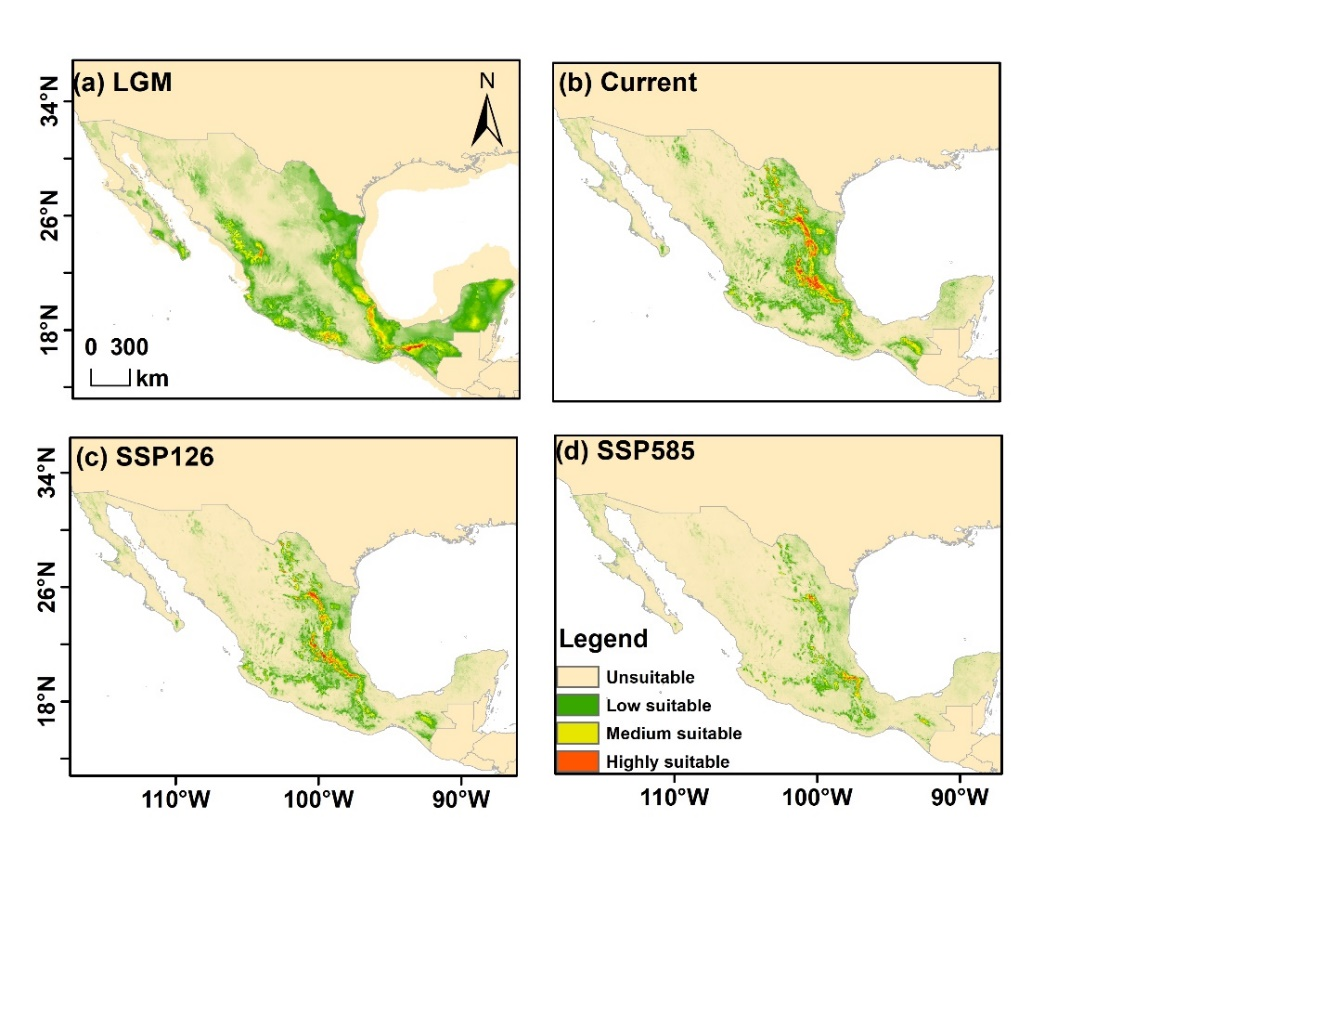 (a) LGM
N
34°N
26°N
18°N
0 300
km
(b) Current
(c) SSP126
34°N
26°N
18°N
110°W 100°W 90°W
(d) SSP585
Legend
Unsuitable
Low suitable
Medium suitable
Highly suitable
110°W 100°W 90°W